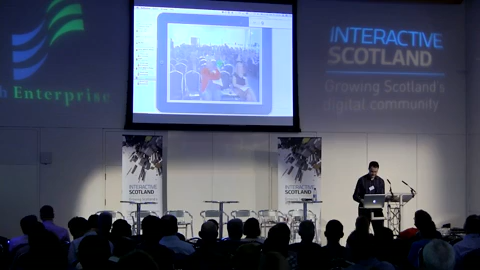 b Enterprise
INTERACTIVE
SCOTLAND
Growing Scotland's
digital community
INTERACTIVE
SCOTLAND
INTERACTIVE
SCOTLAND